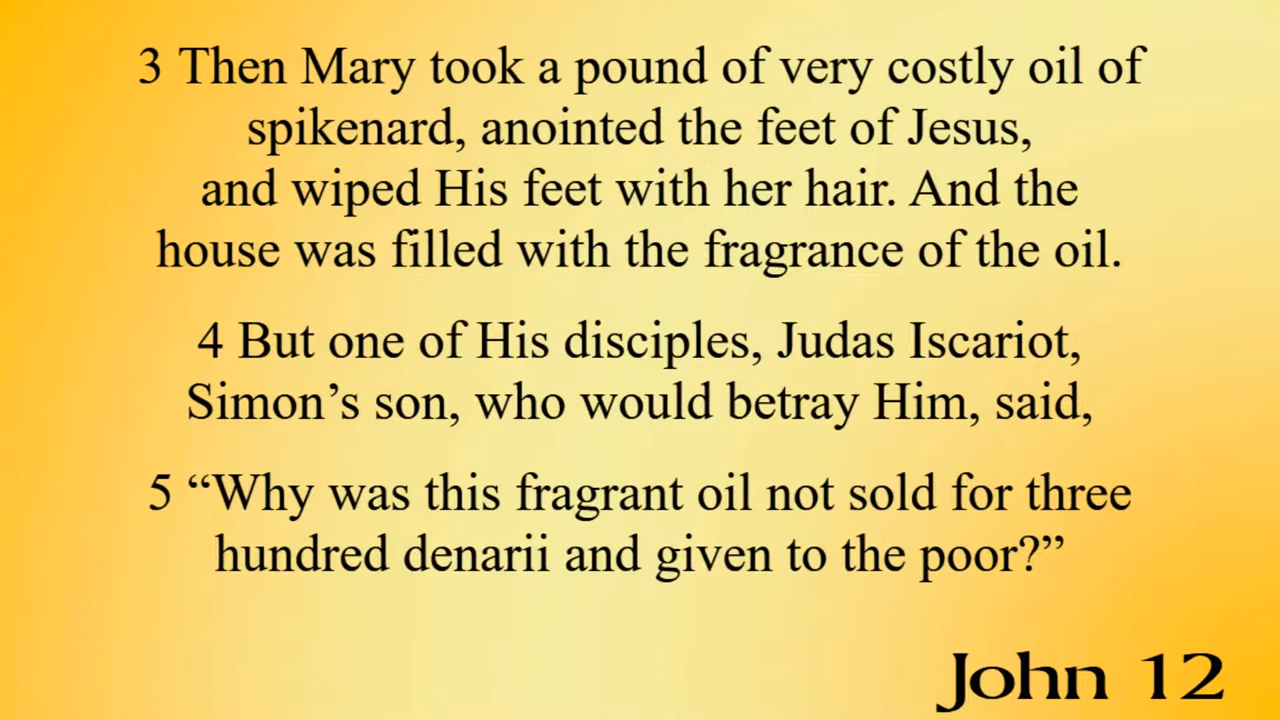 3 Then Mary took a pound of very costly oil of
spikenard, anointed the feet of Jesus,
and wiped His feet with her hair. And the
house was filled with the fragrance of the oil.
4 But one of His disciples, Judas Iscariot,
Simon’s son, who would betray Him, said,
5 “Why was this fragrant oil not sold for three
hundred denarii and given to the poor?”
John 12